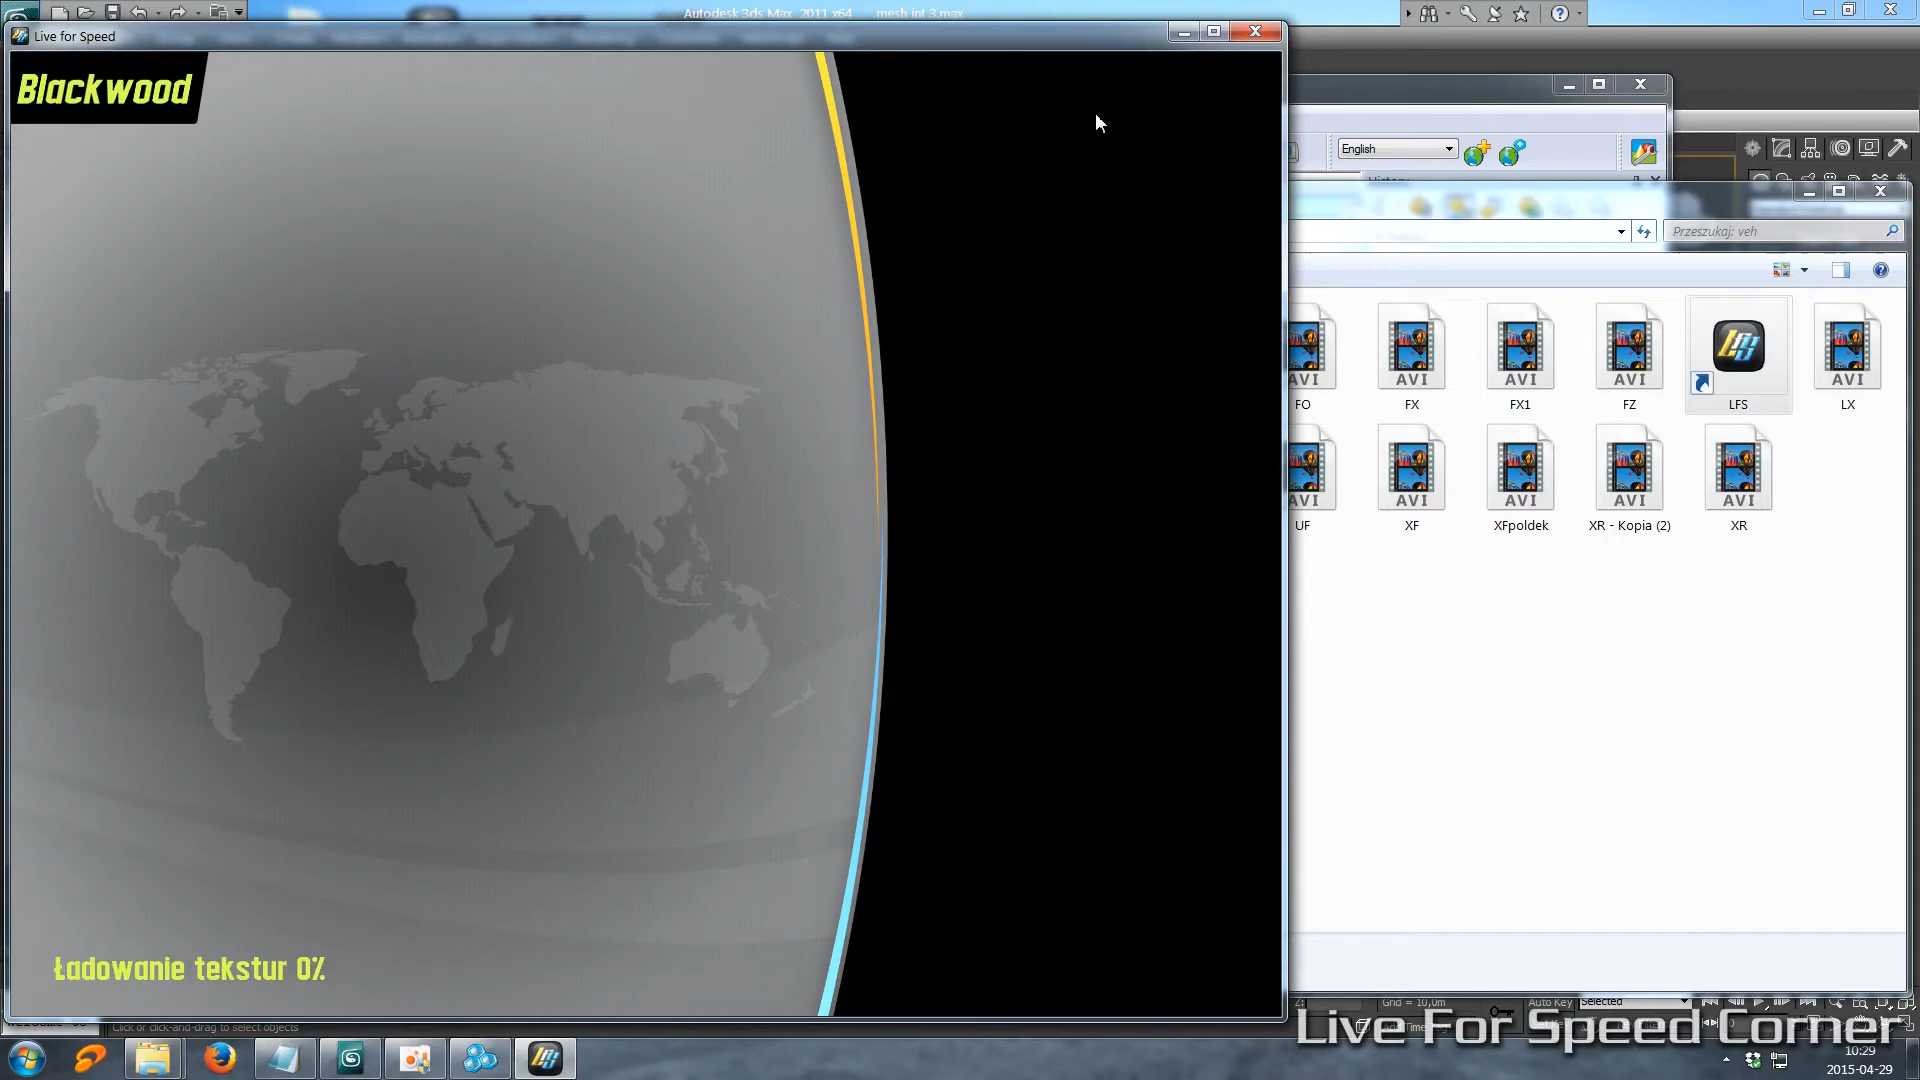 Autodesk 3ds Max 2011 x64 mesh int 3.max
Live for Speed
Blackwood
English
History
Przeszukaj: veh
AVI
AVI
AVI
AVI
AVI
FO
FX
FX1
FZ
LFS
LX
AVI
AVI
AVI
AVI
AVI
UF
XF
XFpoldek
XR - Kopia (2)
XR
Ładowanie tekstur 0%
Z:
Grid = 10,0m
Auto Key
Selected
Click or click-and-drag to select objects
Live For Speed Corner
10:29
2015-04-29